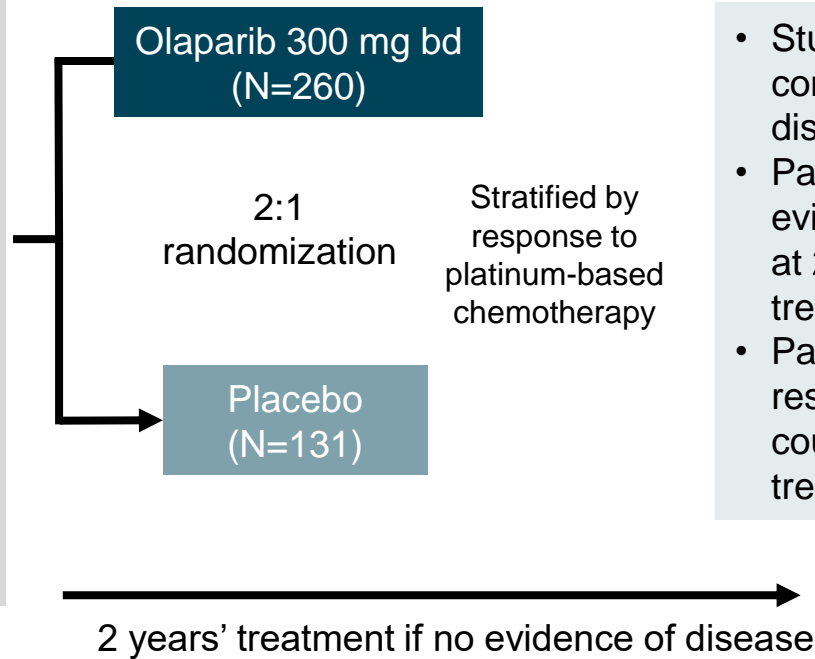 Olaparib 300 mg bd
(N=260)
2:1
randomization
Stratified by
response to
platinum-based
chemotherapy
Placebo
(N=131)
•
•
at
•
2 years’ treatment if no evidence of disease